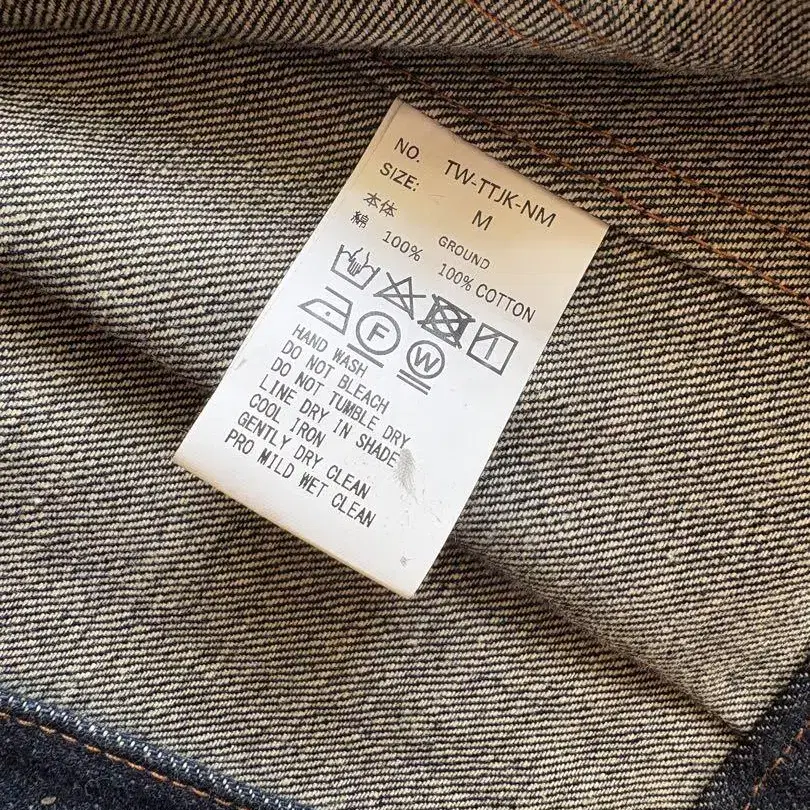 NO. TW-TTJK-NM
SIZE: M
本体 GROUND
綿 100% 100% COTTON
F W
HAND WASH
DO NOT BLEACH
DO NOT TUMBLE DRY
LINE DRY IN SHADE
COOL IRON
GENTLY DRY CLEAN
PRO MILD WET CLEAN